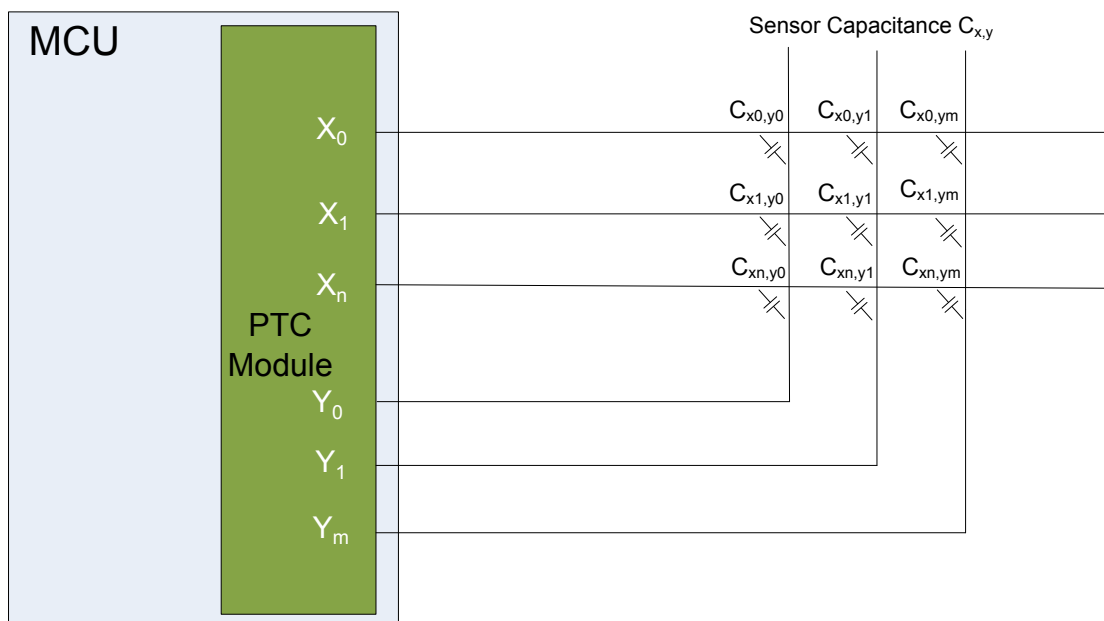 MCU
Sensor Capacitance Cx,y
X0
Cx0,y0 Cx0,y1 Cx0,ym
X1
Cx1,y0 Cx1,y1 Cx1,ym
Xn
Cxn,y0 Cxn,y1 Cxn,ym
PTC
Module
Y0
Y1
Ym